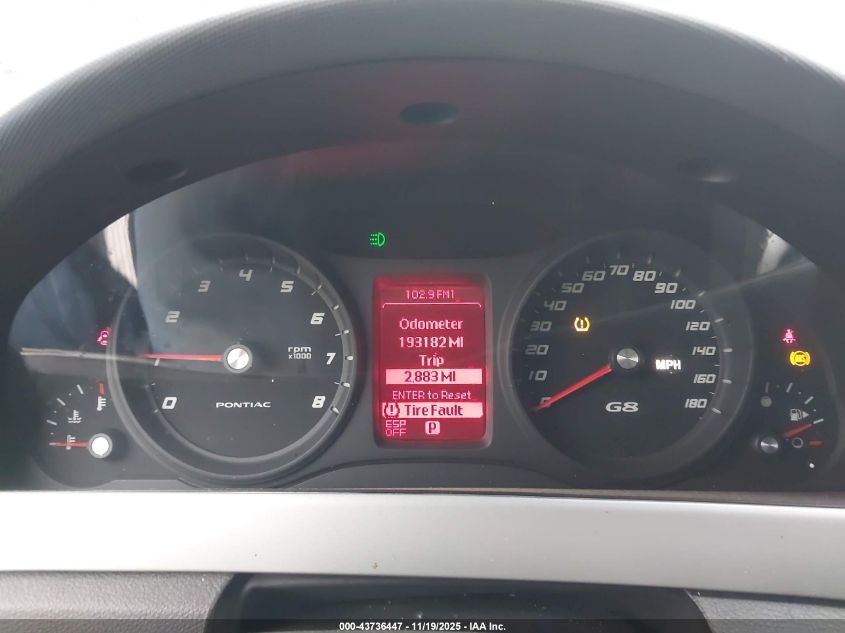 102.9 FM1
Odometer
193182 MI
Trip
2,883 MI
ENTER to Reset
Tire Fault
ESP
OFF
P
0 1 2 3 4 5 6 7 8
rpm
x1000
PONTIAC
0 10 20 30 40 50 60 70 80 90 100 120 140 160 180
MPH
G8
000-43736447 - 11/19/2025 - IAA Inc.